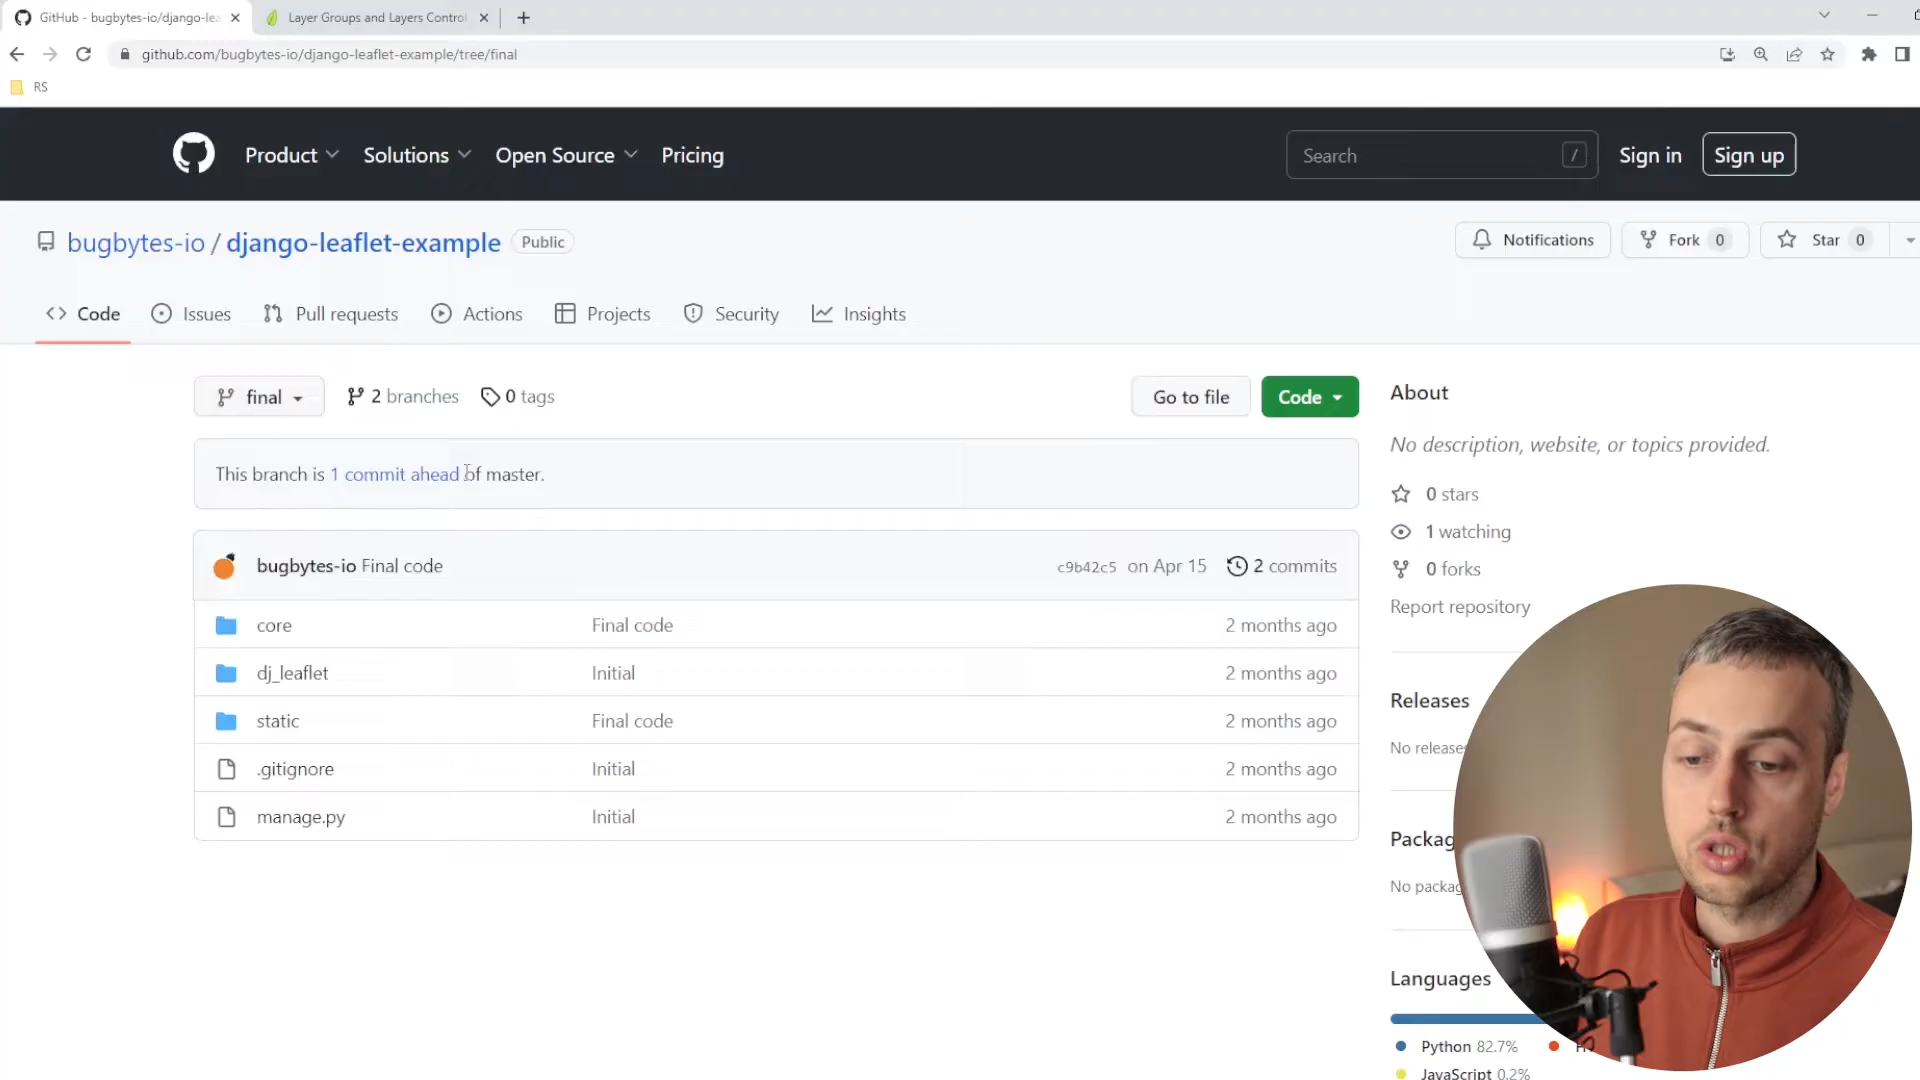 GitHub - bugbytes-io/django-lea
Layer Groups and Layers Control
github.com/bugbytes-io/django-leaflet-example/tree/final
RS
Product
Solutions
Open Source
Pricing
Search
/
Sign in
Sign up
bugbytes-io / django-leaflet-example
Public
Notifications
Fork 0
Star 0
Code
Issues
Pull requests
Actions
Projects
Security
Insights
final
2 branches
0 tags
Go to file
Code
This branch is 1 commit ahead of master.
bugbytes-io Final code
c9b42c5 on Apr 15
2 commits
core Final code 2 months ago
dj_leaflet Initial 2 months ago
static Final code 2 months ago
.gitignore Initial 2 months ago
manage.py Initial 2 months ago
About
No description, website, or topics provided.
0 stars
1 watching
0 forks
Report repository
Releases
No releases
Packag
No packag
Languages
Python 82.7%
JavaScript 0.2%